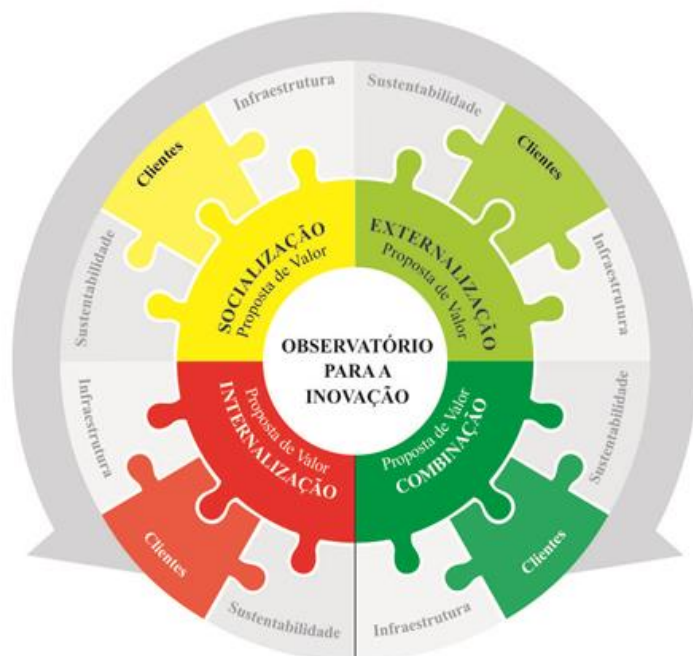 Infraestrutura
Sustentabilidade
Clientes
Clientes
Sustentabilidade
Infraestrutura
SOCIALIZAÇÃO
Proposta de Valor
EXTERNALIZAÇÃO
Proposta de Valor
OBSERVATÓRIO
PARA A
INOVAÇÃO
Proposta de Valor
INTERNALIZAÇÃO
Proposta de Valor
COMBINAÇÃO
Infraestrutura
Sustentabilidade
Clientes
Clientes
Sustentabilidade
Infraestrutura